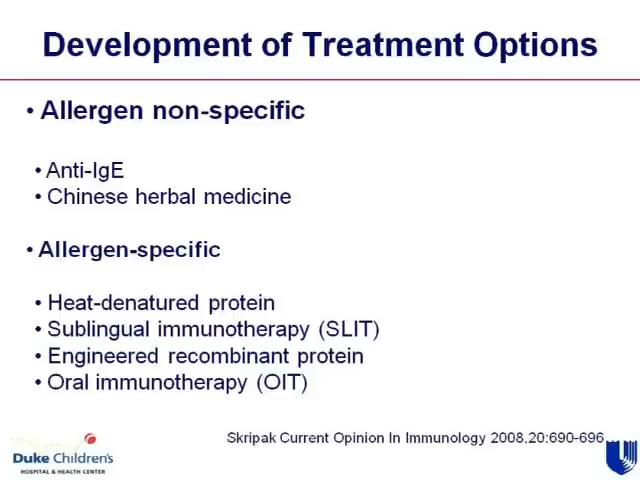 Development of Treatment Options
• Allergen non-specific
• Anti-IgE
• Chinese herbal medicine
• Allergen-specific
• Heat-denatured protein
• Sublingual immunotherapy (SLIT)
• Engineered recombinant protein
• Oral immunotherapy (OIT)
Skripak Current Opinion In Immunology 2008,20:690-696
Duke Children's
HOSPITAL & HEALTH CENTER